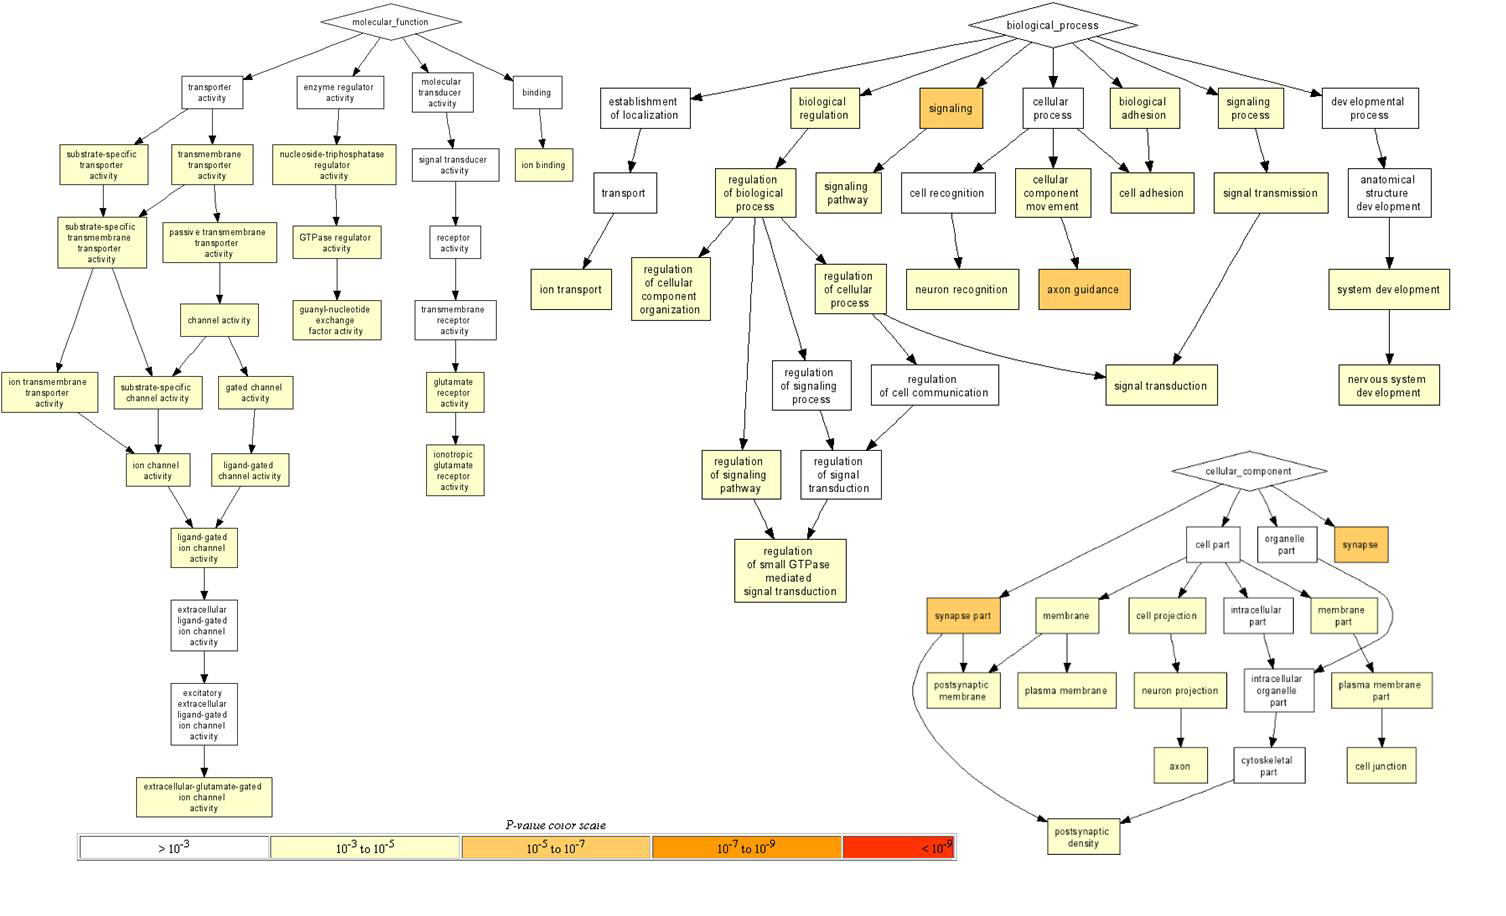 molecular_function
transporter
activity
enzyme regulator
activity
molecular
transducer
activity
binding
substrate-specific
transporter
activity
transmembrane
transporter
activity
nucleoside-triphosphatase
regulator
activity
signal transducer
activity
ion binding
substrate-specific
transmembrane
transporter
activity
passive transmembrane
transporter
activity
GTPase regulator
activity
receptor
activity
channel activity
guanyl-nucleotide
exchange
factor activity
transmembrane
receptor
activity
ion transmembrane
transporter
activity
substrate-specific
channel activity
gated channel
activity
glutamate
receptor
activity
ion channel
activity
ligand-gated
channel activity
ionotropic
glutamate
receptor
activity
ligand-gated
ion channel
activity
extracellular
ligand-gated
ion channel
activity
excitatory
extracellular
ligand-gated
ion channel
activity
extracellular-glutamate-gated
ion channel
activity
biological_process
establishment
of localization
biological
regulation
signaling
cellular
process
biological
adhesion
signaling
process
developmental
process
transport
regulation
of biological
process
signaling
pathway
cell recognition
cellular
component
movement
cell adhesion
signal transmission
anatomical
structure
development
ion transport
regulation
of cellular
component
organization
regulation
of cellular
process
neuron recognition
axon guidance
system development
regulation
of signaling
process
regulation
of cell communication
signal transduction
nervous system
development
regulation
of signaling
pathway
regulation
of signal
transduction
regulation
of small GTPase
mediated
signal transduction
cellular_component
cell part
organelle
part
synapse
synapse part
membrane
cell projection
intracellular
part
membrane
part
postsynaptic
membrane
plasma membrane
neuron projection
intracellular
organelle
part
plasma membrane
part
axon
cytoskeletal
part
cell junction
postsynaptic
density
P-value color scale
> 10-3
10-3 to 10-5
10-5 to 10-7
10-7 to 10-9
< 10-9